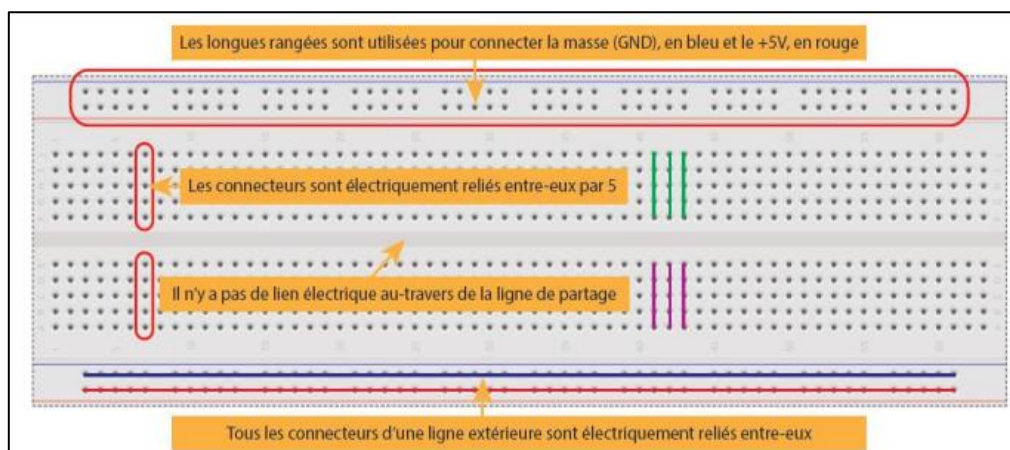 Les longues rangées sont utilisées pour connecter la masse (GND), en bleu et le +5V, en rouge
Les connecteurs sont électriquement reliés entre-eux par 5
Il n'y a pas de lien électrique au-travers de la ligne de partage
Tous les connecteurs d'une ligne extérieure sont électriquement reliés entre-eux